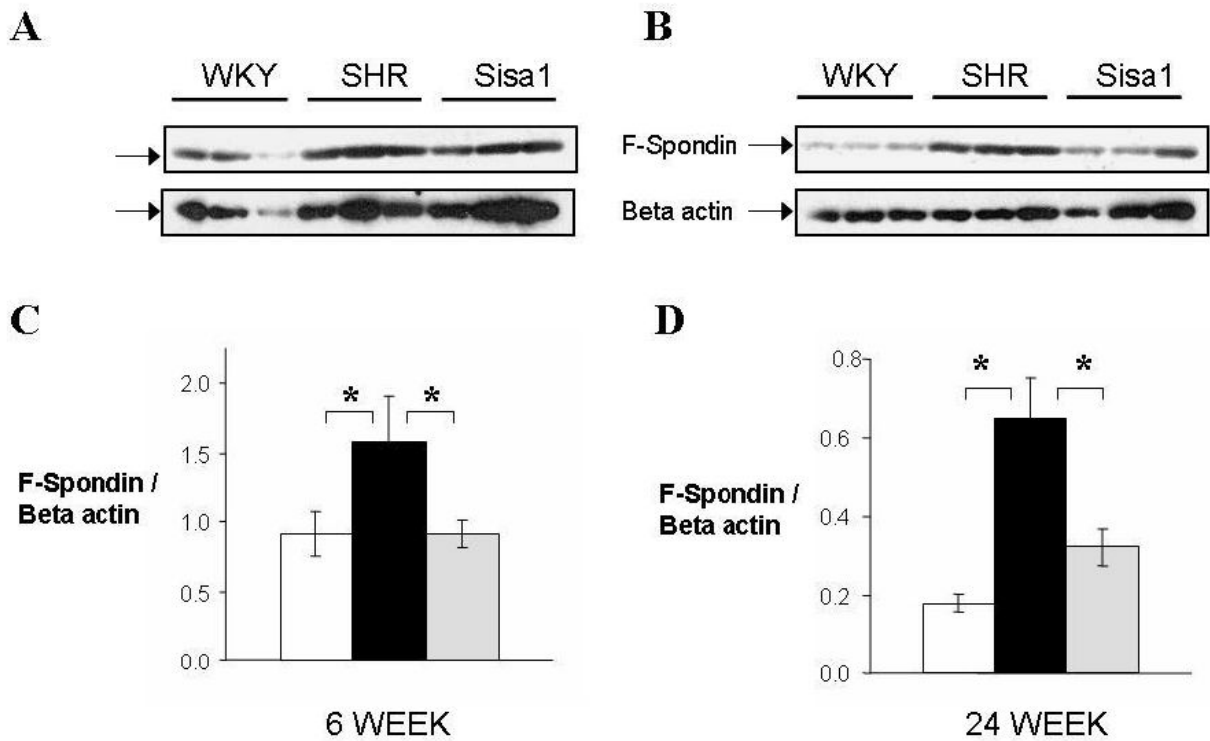 A
WKY SHR Sisa1
B
WKY SHR Sisa1
F-Spondin
Beta actin
C
2.0
1.5
1.0
0.5
0.0
F-Spondin /
Beta actin
* *
6 WEEK
D
0.8
0.6
0.4
0.2
0.0
F-Spondin /
Beta actin
* *
24 WEEK